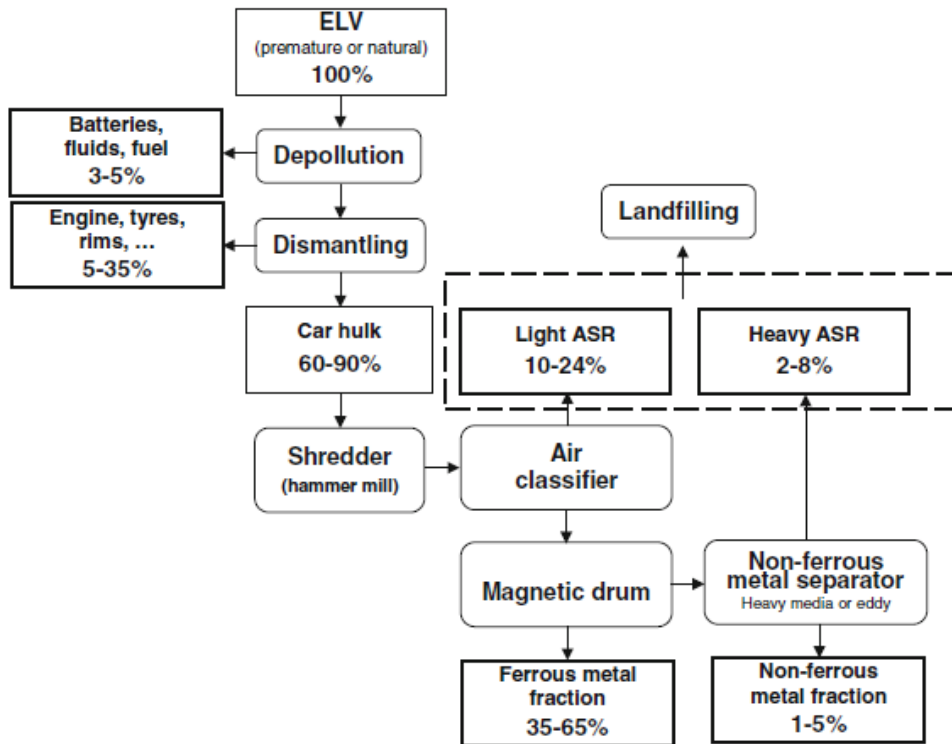 ELV
(premature or natural)
100%
Batteries,
fluids, fuel
3-5%
Depollution
Engine, tyres,
rims, ...
5-35%
Dismantling
Landfilling
Car hulk
60-90%
Light ASR
10-24%
Heavy ASR
2-8%
Shredder
(hammer mill)
Air
classifier
Magnetic drum
Non-ferrous
metal separator
Heavy media or eddy
Ferrous metal
fraction
35-65%
Non-ferrous
metal fraction
1-5%